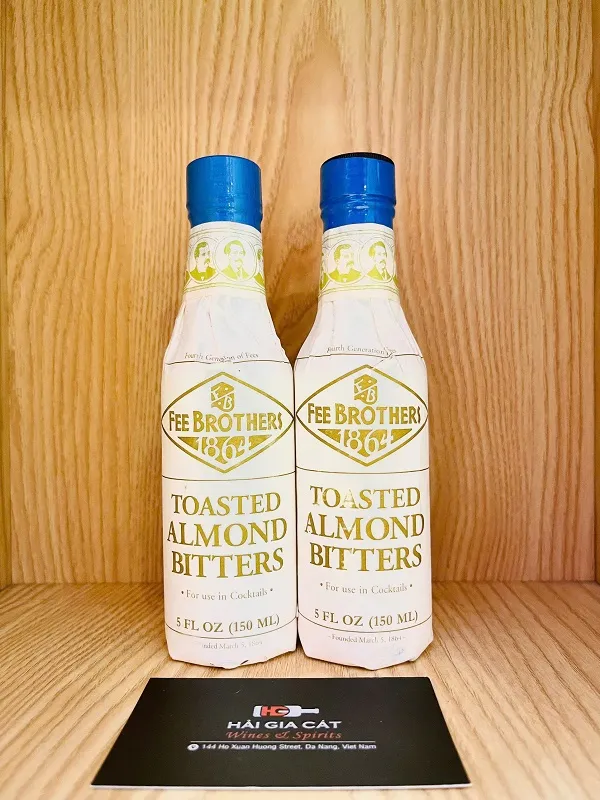 Fourth Generation of Fees
FB
FEE BROTHERS
1864
TOASTED
ALMOND
BITTERS
• For use in Cocktails •
5 FL OZ (150 ML)
March 5, 1864
Fourth Generation
FB
FEE BROTHERS
1864
TOASTED
ALMOND
BITTERS
• For use in Cocktails •
5 FL OZ (150 ML)
-Founded March 5, 1864-
HG
HẢI GIA CÁT
Wines & Spirits
144 Ho Xuan Huong Street, Da Nang, Viet Nam